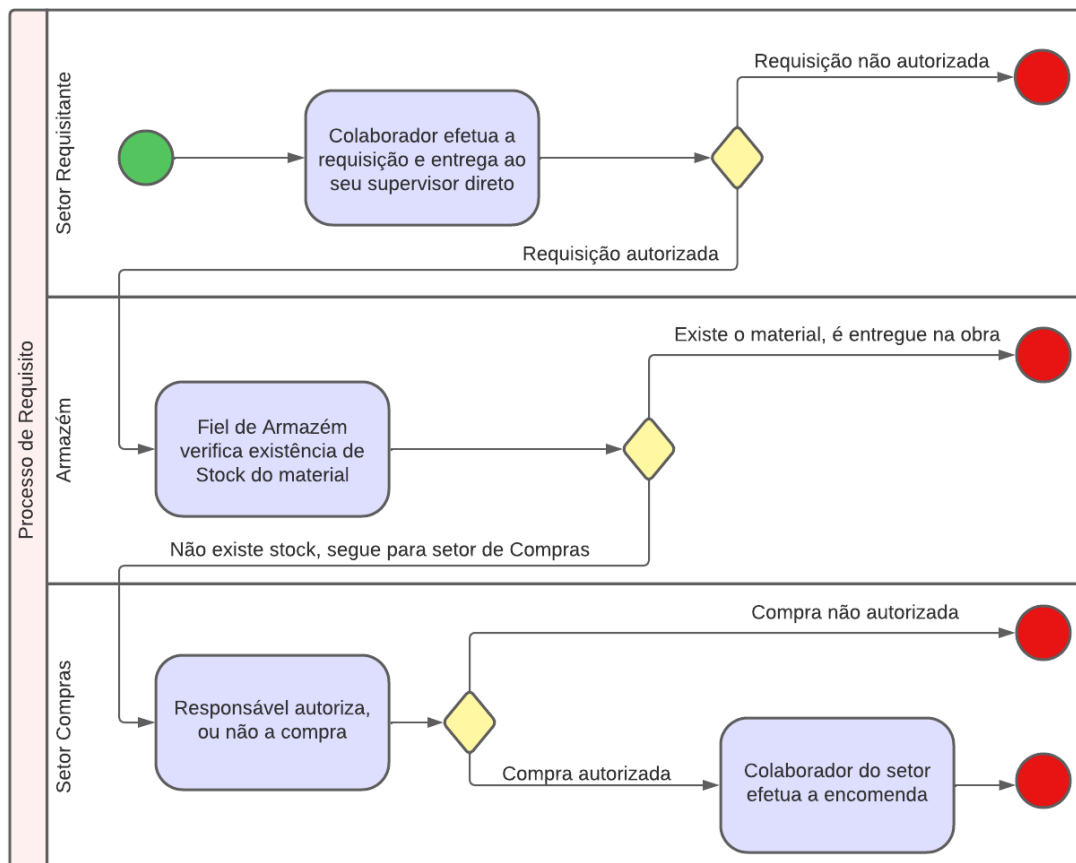 Processo de Requisito
Setor Requisitante
Colaborador efetua a
requisição e entrega ao
seu supervisor direto
Requisição não autorizada
Requisição autorizada
Armazém
Fiel de Armazém
verifica existência de
Stock do material
Existe o material, é entregue na obra
Não existe stock, segue para setor de Compras
Setor Compras
Responsável autoriza,
ou não a compra
Compra não autorizada
Compra autorizada
Colaborador do setor
efetua a encomenda